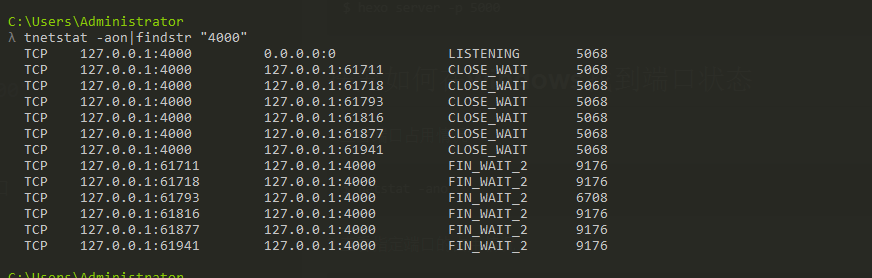 $ hexo server -p 5000
C:\Users\Administrator
λ tnetstat -aon|findstr "4000"
TCP 127.0.0.1:4000 0.0.0.0:0 LISTENING 5068
TCP 127.0.0.1:4000 127.0.0.1:61711 CLOSE_WAIT 5068
TCP 127.0.0.1:4000 127.0.0.1:61718 CLOSE_WAIT 5068
TCP 127.0.0.1:4000 127.0.0.1:61793 CLOSE_WAIT 5068
TCP 127.0.0.1:4000 127.0.0.1:61816 CLOSE_WAIT 5068
TCP 127.0.0.1:4000 127.0.0.1:61877 CLOSE_WAIT 5068
TCP 127.0.0.1:4000 127.0.0.1:61941 CLOSE_WAIT 5068
TCP 127.0.0.1:61711 127.0.0.1:4000 FIN_WAIT_2 9176
TCP 127.0.0.1:61718 127.0.0.1:4000 FIN_WAIT_2 9176
TCP 127.0.0.1:61793 127.0.0.1:4000 FIN_WAIT_2 6708
TCP 127.0.0.1:61816 127.0.0.1:4000 FIN_WAIT_2 9176
TCP 127.0.0.1:61877 127.0.0.1:4000 FIN_WAIT_2 9176
TCP 127.0.0.1:61941 127.0.0.1:4000 FIN_WAIT_2 9176
C:\Users\Administrator